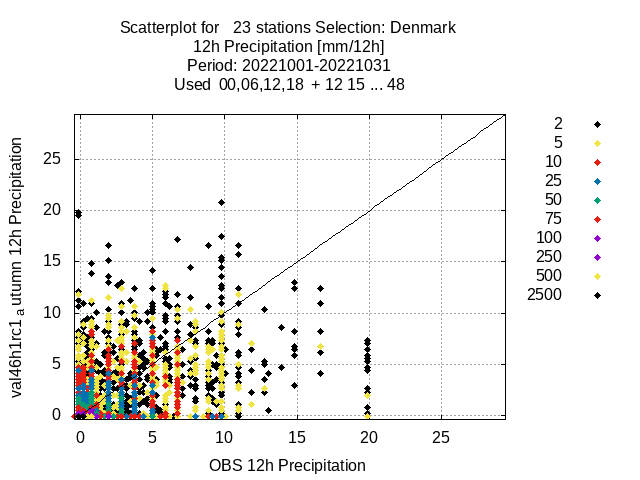 Scatterplot for   23 stations Selection: Denmark
12h Precipitation [mm/12h]
Period: 20221001-20221031
Used  00,06,12,18  + 12 15 ... 48
val46h1rc1 a utumn 12h Precipitation
25
20
15
10
5
0
0 5 10 15 20 25
OBS 12h Precipitation
2
5
10
25
50
75
100
250
500
2500